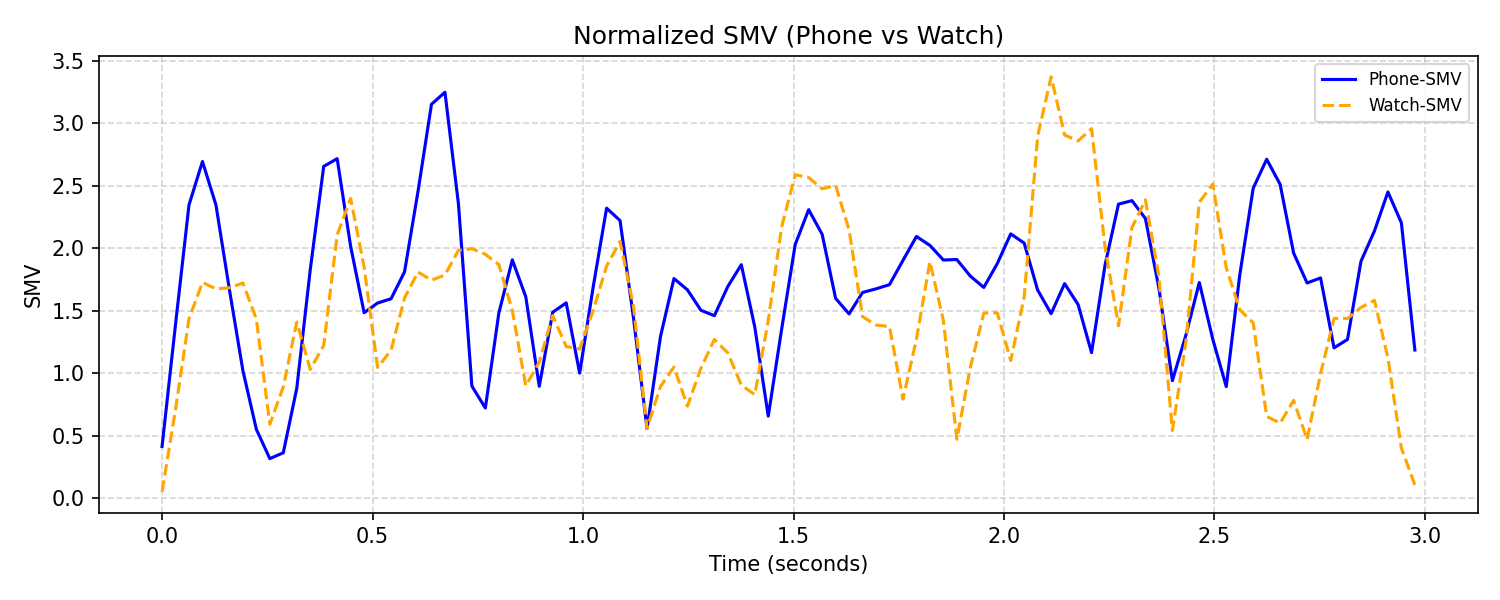 Normalized SMV (Phone vs Watch)
Phone-SMV
Watch-SMV
SMV
3.5
3.0
2.5
2.0
1.5
1.0
0.5
0.0
0.0 0.5 1.0 1.5 2.0 2.5 3.0
Time (seconds)